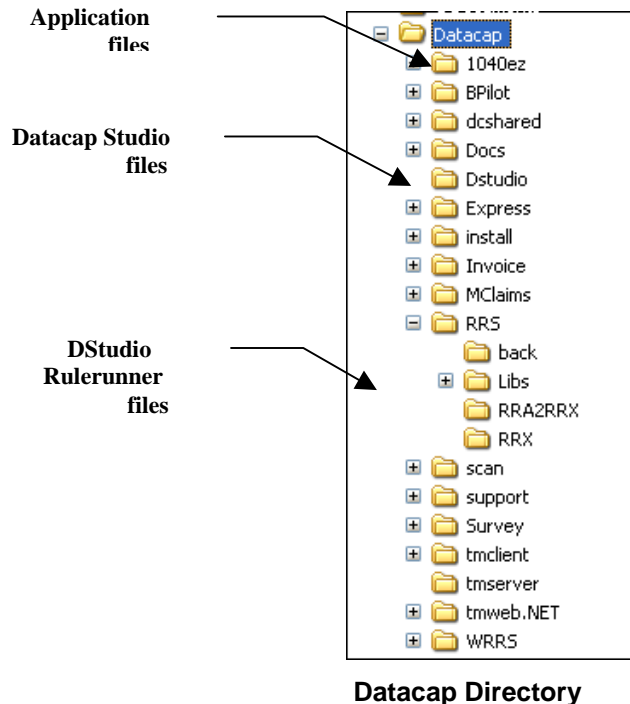 Application
files
Datacap Studio
files
DStudio
Rulerunner
files
Datacap
1040ez
BPilot
dcshared
Docs
Dstudio
Express
install
Invoice
MClaims
RRS
back
Libs
RRA2RRX
RRX
scan
support
Survey
tmclient
tmserver
tmweb.NET
WRRS
Datacap Directory